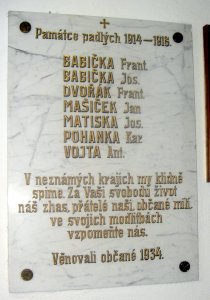 Památce padlých 1914–1918.
BABIČKA Frant.
BABIČKA Jos.
DVOŘÁK Frant.
MAŠIČEK Jan
MATISKA Jos.
POHANKA Kar.
VOJTA Ant.
V neznámých krajích my klidně
spíme. Za Vaši svobodu život
náš zhas, přátelé naši, občané milí,
ve svojich modlitbách
vzpomeňte nás.
Věnovali občané 1934.